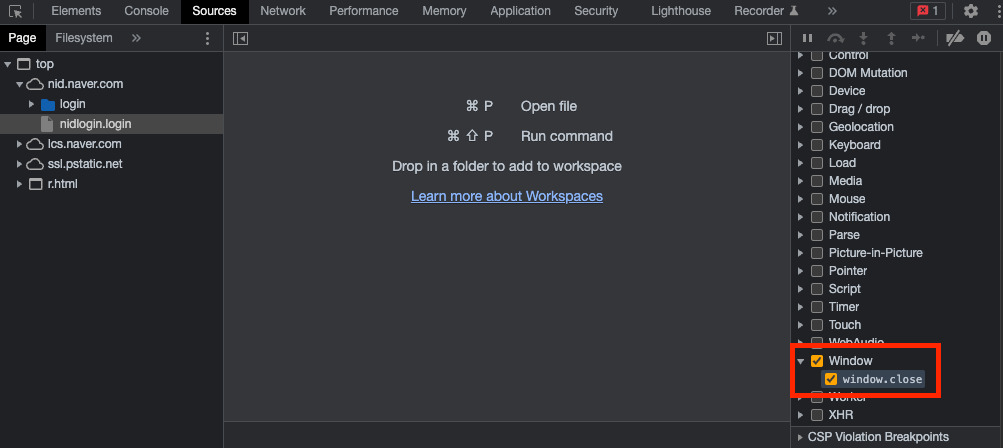 Elements Console Sources Network Performance Memory Application Security Lighthouse Recorder » 1
Page Filesystem »
top
nid.naver.com
login
nidlogin.login
lcs.naver.com
ssl.pstatic.net
r.html
⌘ P Open file
⌘ ⇧ P Run command
Drop in a folder to add to workspace
Learn more about Workspaces
Control
DOM Mutation
Device
Drag / drop
Geolocation
Keyboard
Load
Media
Mouse
Notification
Parse
Picture-in-Picture
Pointer
Script
Timer
Touch
WebAudio
Window
window.close
Worker
XHR
CSP Violation Breakpoints